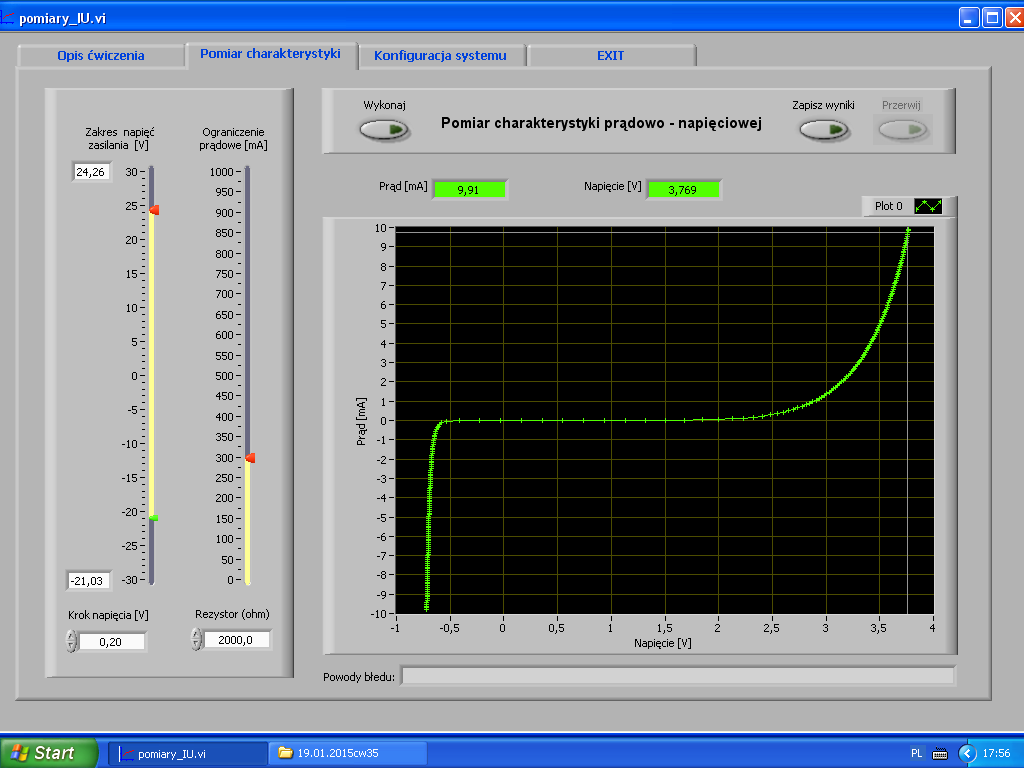 pomiary_IU.vi
Opis ćwiczenia
Pomiar charakterystyki
Konfiguracja systemu
EXIT
Zakres napięć
zasilania [V]
24,26
30
25
20
15
10
5
0
-5
-10
-15
-20
-25
-30
-21,03
Krok napięcia [V]
0,20
Ograniczenie
prądowe [mA]
1000
950
900
850
800
750
700
650
600
550
500
450
400
350
300
250
200
150
100
50
0
Rezystor (ohm)
2000,0
Wykonaj
Pomiar charakterystyki prądowo - napięciowej
Zapisz wyniki
Przerwij
Prąd [mA]
9,91
Napięcie [V]
3,769
Plot 0
Prąd [mA]
10
9
8
7
6
5
4
3
2
1
0
-1
-2
-3
-4
-5
-6
-7
-8
-9
-10
-1
-0,5
0
0,5
1
1,5
2
2,5
3
3,5
4
Napięcie [V]
Powody błedu:
Start
pomiary_IU.vi
19.01.2015cw35
PL
17:56